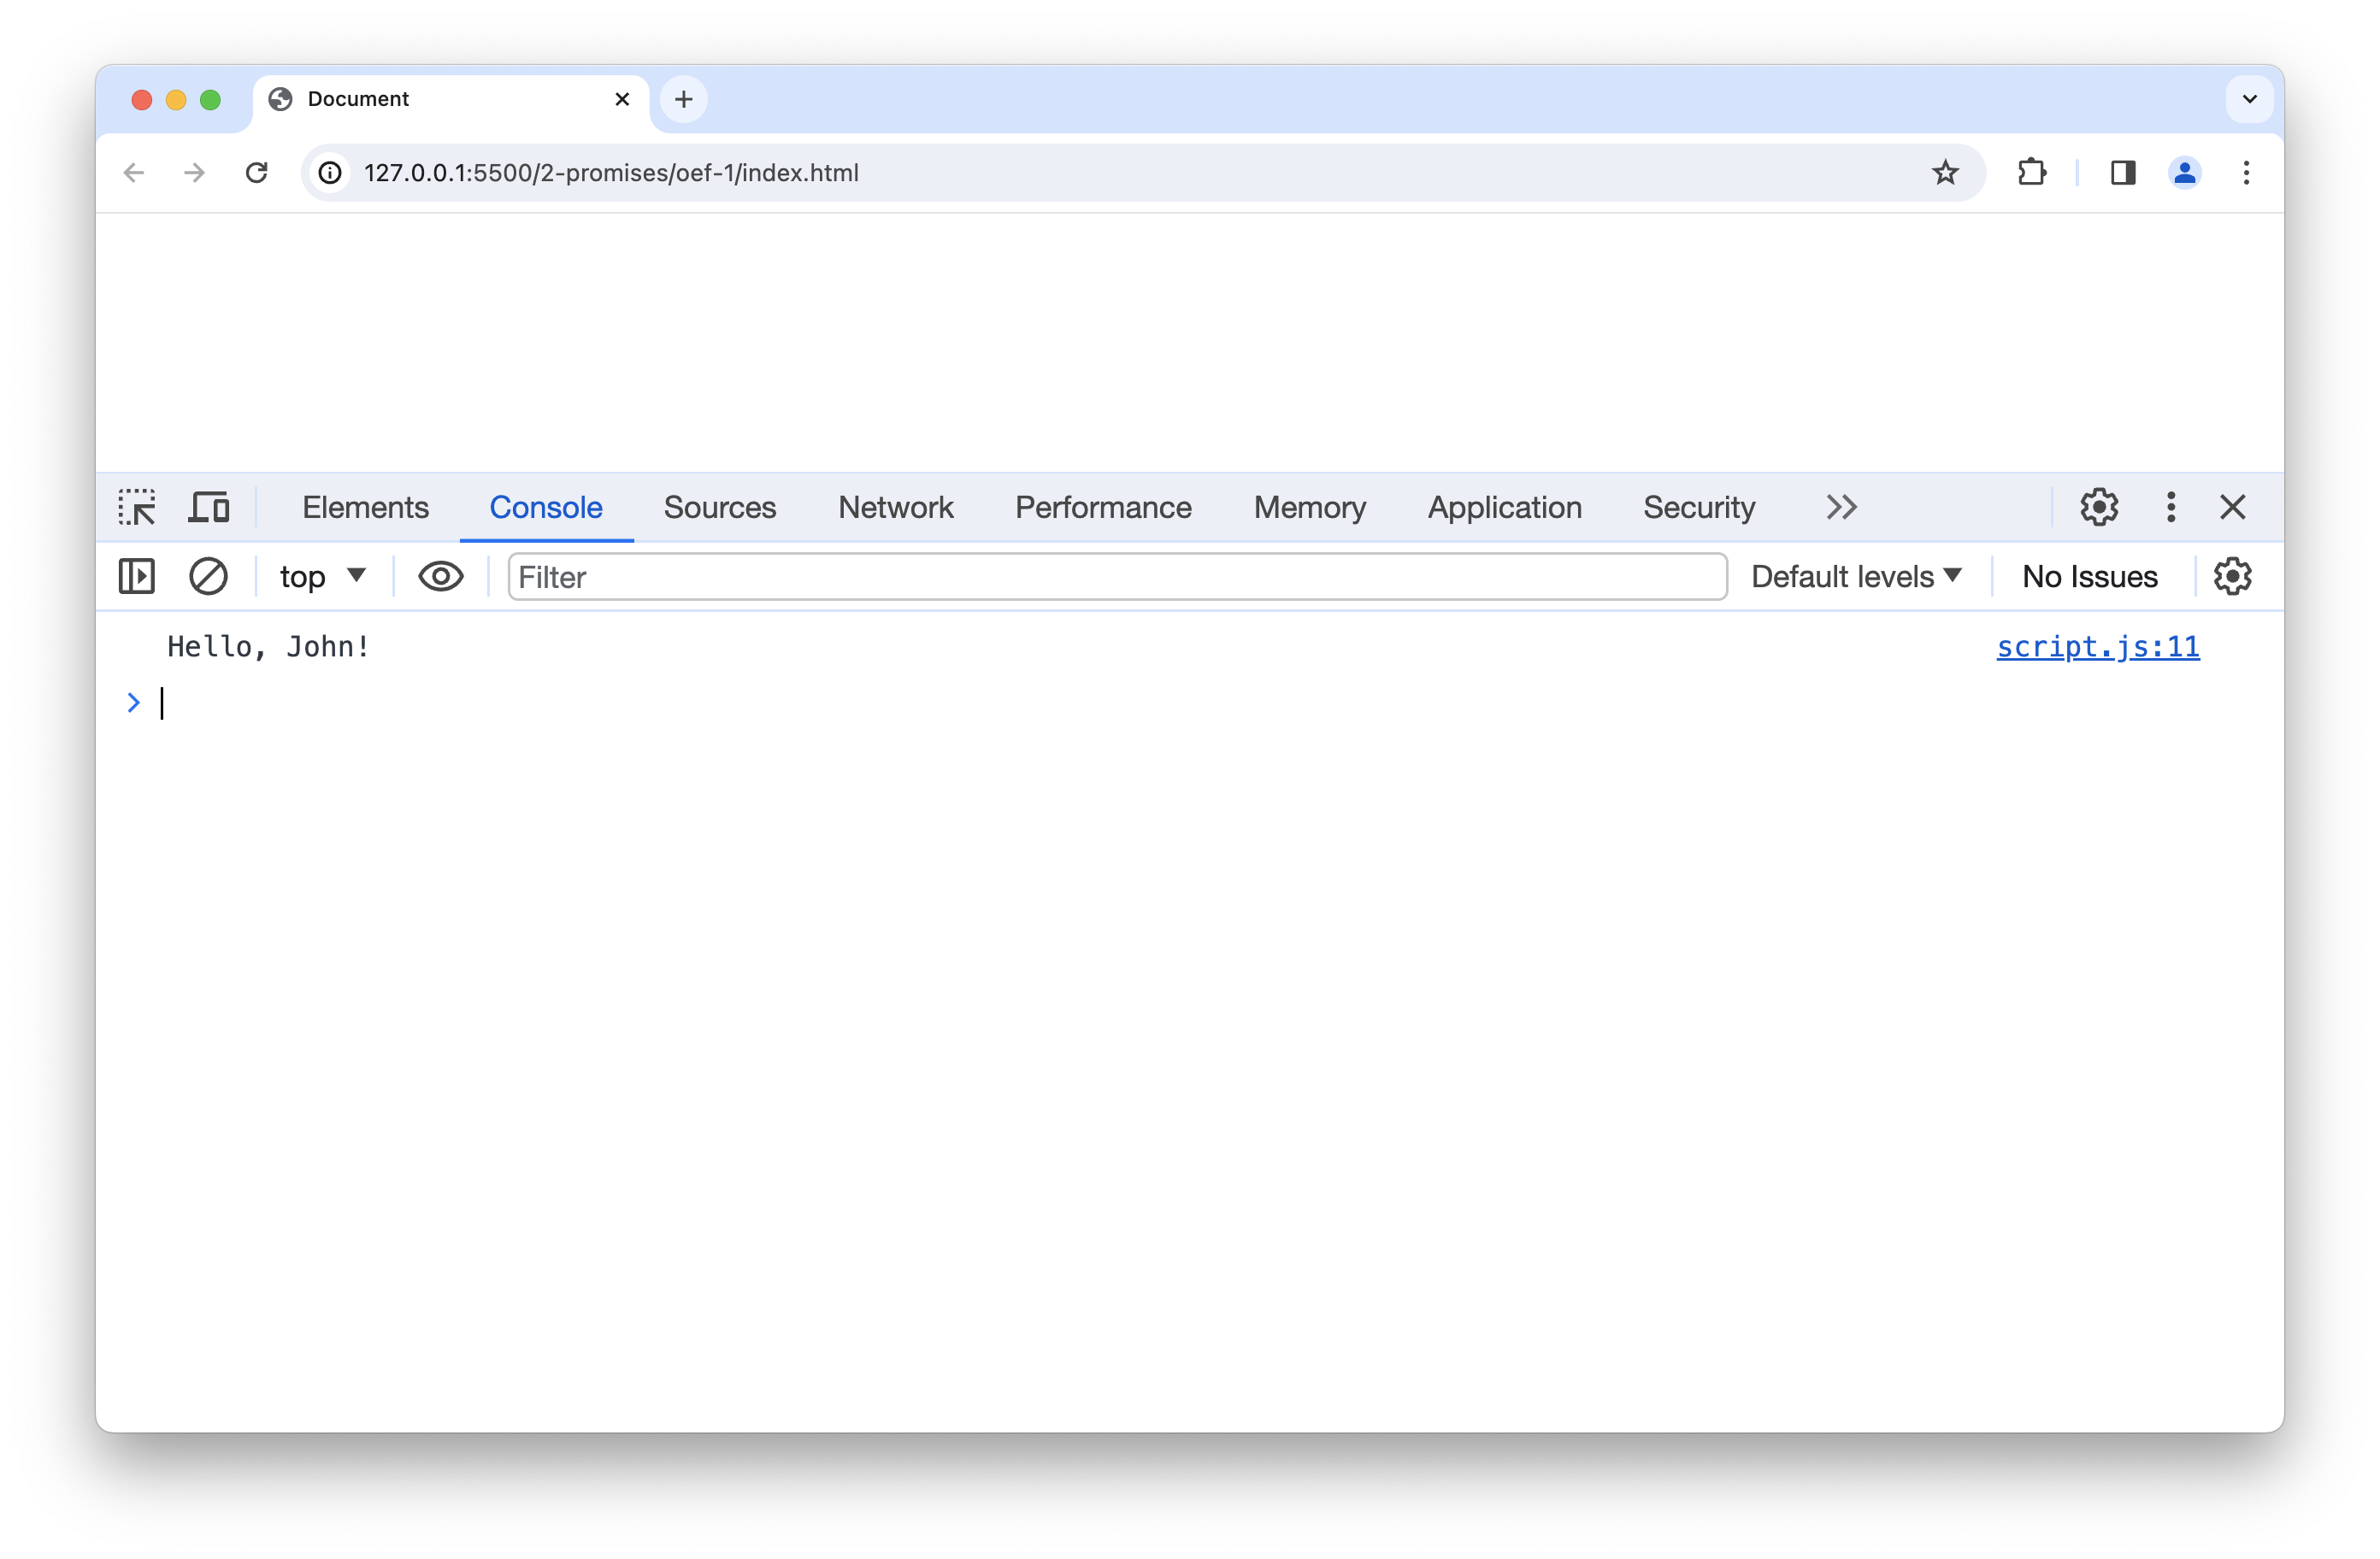 Document
127.0.0.1:5500/2-promises/oef-1/index.html
Elements Console Sources Network Performance Memory Application Security
top Filter Default levels No Issues
Hello, John! script.js:11